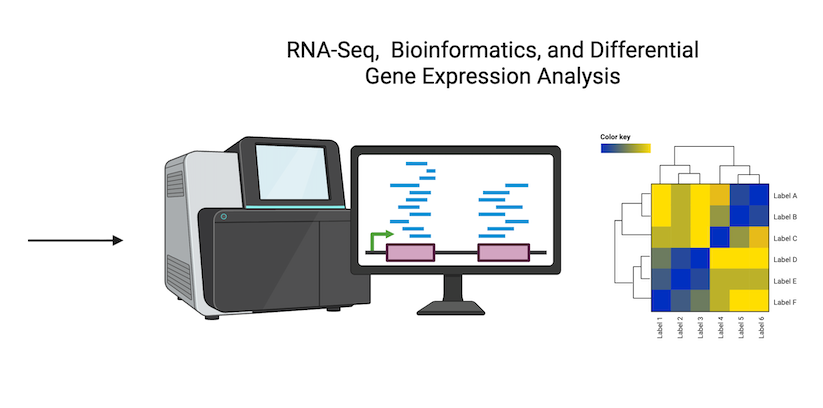 RNA-Seq, Bioinformatics, and Differential
Gene Expression Analysis
Color key
Label A
Label B
Label C
Label D
Label E
Label F
Label 1
Label 2
Label 3
Label 4
Label 5
Label 6